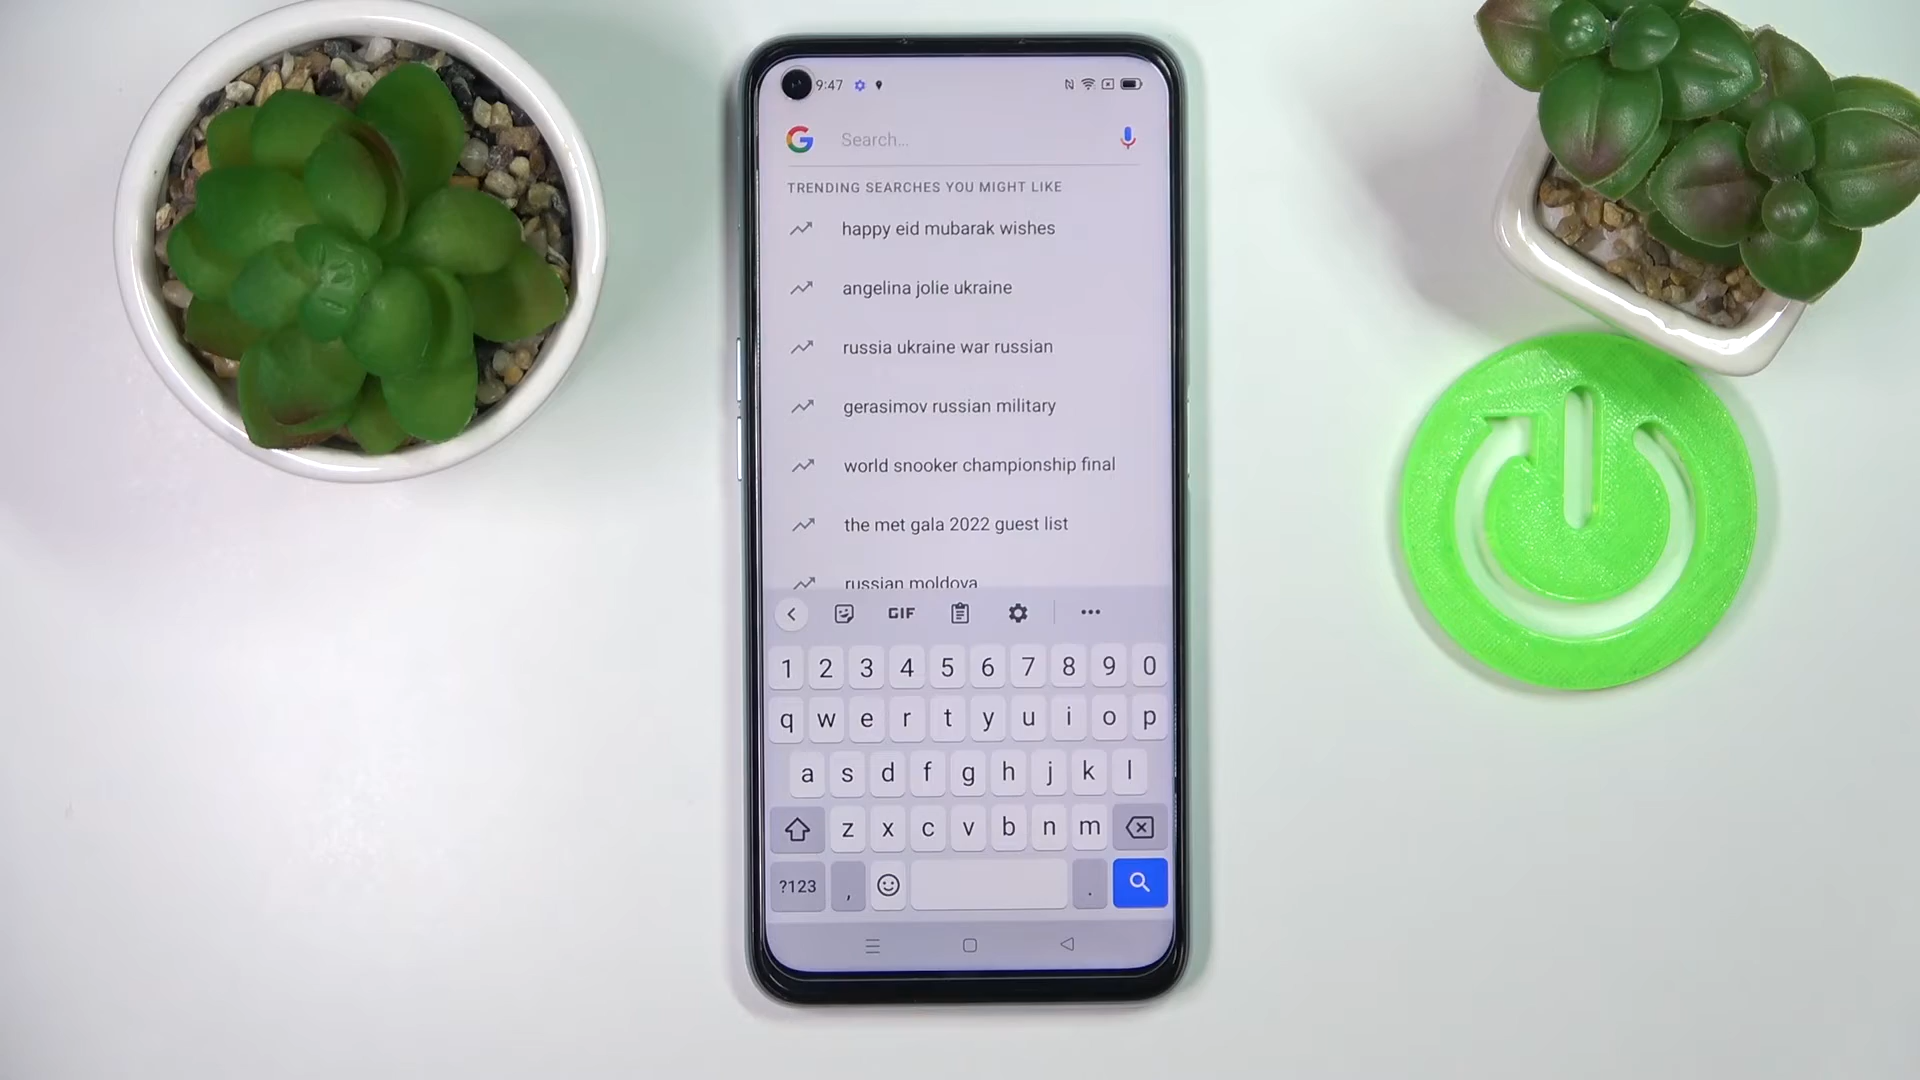 9:47
G Search...
TRENDING SEARCHES YOU MIGHT LIKE
happy eid mubarak wishes
angelina jolie ukraine
russia ukraine war russian
gerasimov russian military
world snooker championship final
the met gala 2022 guest list
russian moldova
GIF
1 2 3 4 5 6 7 8 9 0
q w e r t y u i o p
a s d f g h j k l
z x c v b n m
?123 , .